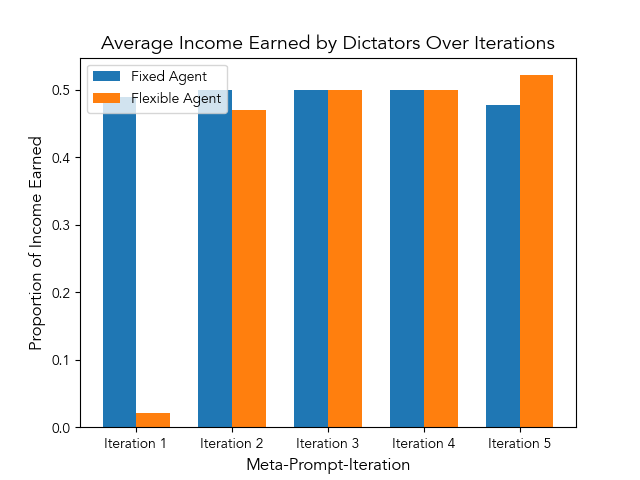 Average Income Earned by Dictators Over Iterations
Fixed Agent
Flexible Agent
Proportion of Income Earned
0.5
0.4
0.3
0.2
0.1
0.0
Iteration 1
Iteration 2
Iteration 3
Iteration 4
Iteration 5
Meta-Prompt-Iteration